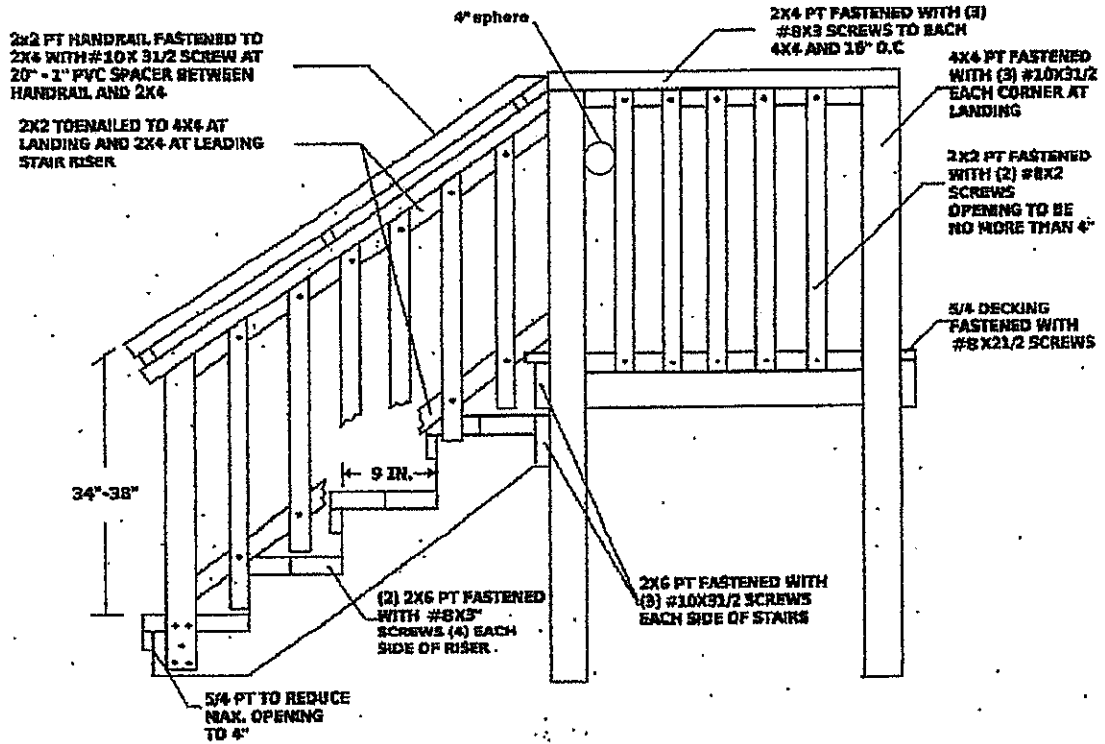 2x2 PT HANDRAIL FASTENED TO
2X4 WITH #10X 31/2 SCREW AT
20" - 1" PVC SPACER BETWEEN
HANDRAIL AND 2X4
2X2 TOENAILED TO 4X4 AT
LANDING AND 2X4 AT LEADING
STAIR RISER
4" sphere
2X4 PT FASTENED WITH (3)
#8X3 SCREWS TO EACH
4X4 AND 16" O.C
4X4 PT FASTENED
WITH (3) #10X31/2
EACH CORNER AT
LANDING
2X2 PT FASTENED
WITH (2) #8X2
SCREWS
OPENING TO BE
NO MORE THAN 4"
5/4 DECKING
FASTENED WITH
#8X21/2 SCREWS
34"-38"
9 IN.
(2) 2X6 PT FASTENED
WITH #8X3"
SCREWS (4) EACH
SIDE OF RISER
2X6 PT FASTENED WITH
(3) #10X31/2 SCREWS
EACH SIDE OF STAIRS
5/4 PT TO REDUCE
MAX. OPENING
TO 4"